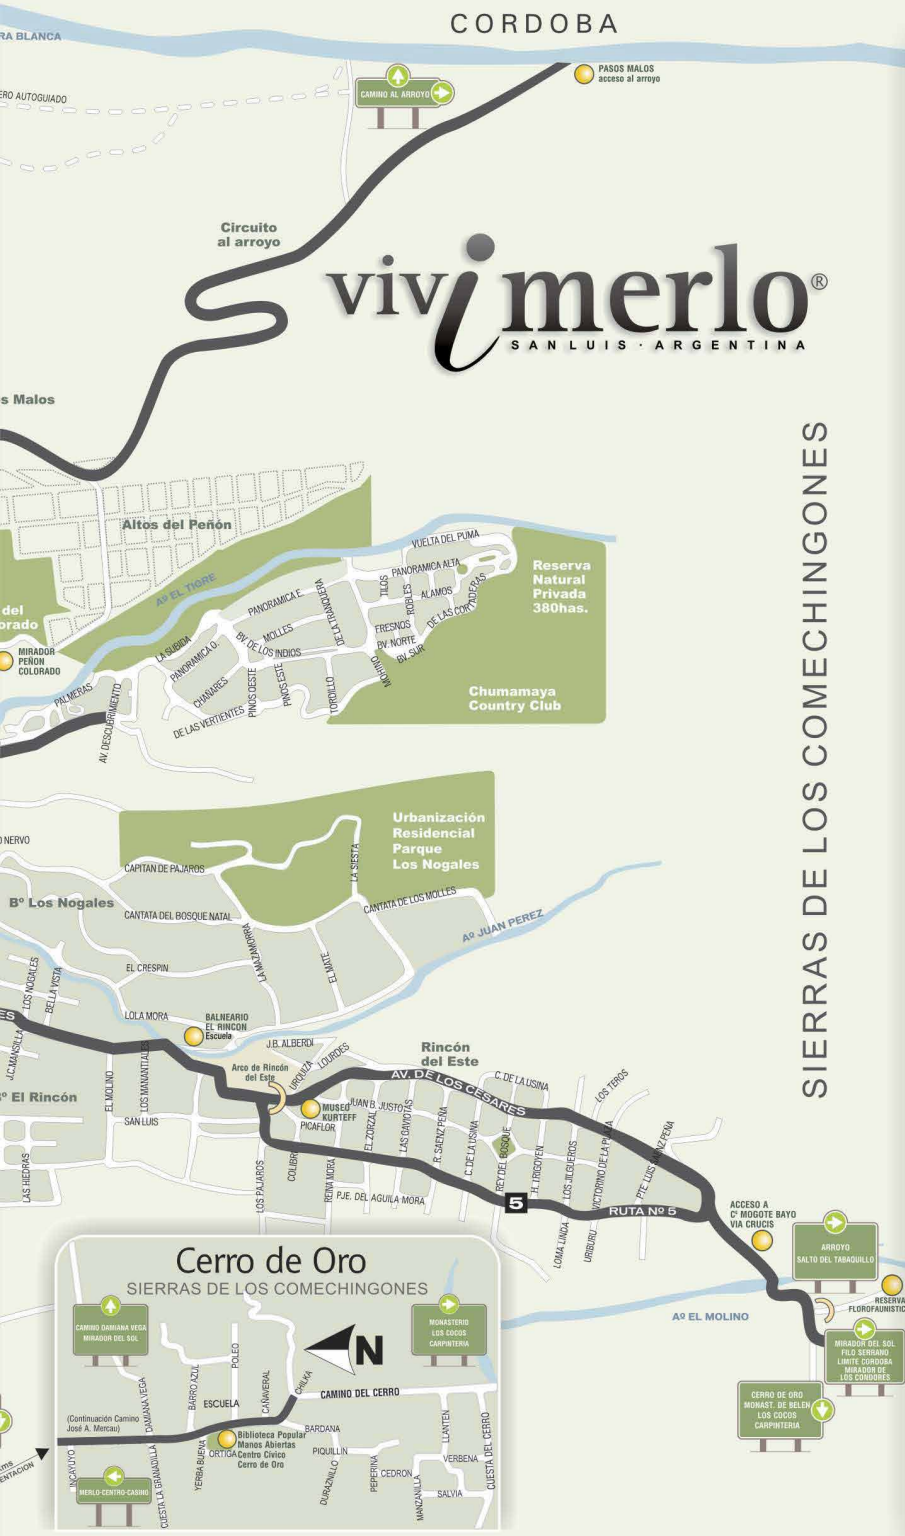 CORDOBA
RA BLANCA
PASOS MALOS
acceso al arroyo
CAMINO AL ARROYO
ERO AUTOGUIADO
Circuito
al arroyo
vivimerlo®
SAN LUIS · ARGENTINA
s Malos
SIERRAS DE LOS COMECHINGONES
Altos del Peñón
Aº EL TIGRE
VUELTA DEL PUMA
PANORAMICA ALTA
Reserva
Natural
Privada
380has.
TILOS
ROBLES
ALAMOS
DE LAS CORTADERAS
PANORAMICA E.
DE LA TRANQUERA
MOLLES
FRESNOS
BV. NORTE
BV. SUR
BV. DE LOS INDIOS
MOHINO
del
orado
MIRADOR
PEÑON
COLORADO
LA SUBIDA
PANORAMICA O.
CHAÑARES
PINOS OESTE
PINOS ESTE
TORDILLO
DE LAS VERTIENTES
PALMERAS
AV. DESCUBRIMIENTO
Chumamaya
Country Club
Urbanización
Residencial
Parque
Los Nogales
O NERVO
CAPITAN DE PAJAROS
LA SIESTA
Bº Los Nogales
CANTATA DEL BOSQUE NATAL
CANTATA DE LOS MOLLES
Aº JUAN PEREZ
LA MAZAMORRA
EL MATE
EL CRESPIN
LOS NOGALES
BELLA VISTA
LOLA MORA
BALNEARIO
EL RINCON
Escuela
ES
J.C.MANSILLA
J.B. ALBERDI
URQUIZA
LOURDES
Rincón
del Este
Arco de Rincón
del Este
AV. DE LOS CESARES
C. DE LA USINA
LOS TEROS
º El Rincón
EL MOLINO
LOS MANANTIALES
SAN LUIS
MUSEO
KURTEFF
PICAFLOR
JUAN B. JUSTO
EL ZORZAL
LAS GAVIOTAS
R. SAENZ PEÑA
C. DE LA USINA
REY DEL BOSQUE
H. IRIGOYEN
LOS JILGUEROS
VICTORINO DE LA PLAZA
PTE. LUIS SAENZ PEÑA
LAS HIEDRAS
LOS PAJAROS
COLIBRI
REINA MORA
PJE. DEL AGUILA MORA
5
RUTA Nº 5
LOMA LINDA
URIBURU
ACCESO A
Cº MOGOTE BAYO
VIA CRUCIS
ARROYO
SALTO DEL TABAQUILLO
RESERVA
FLOROFAUNISTIC
Aº EL MOLINO
MIRADOR DEL SOL
FILO SERRANO
LIMITE CORDOBA
MIRADOR DE
LOS CONDORES
CERRO DE ORO
MONAST. DE BELEN
LOS COCOS
CARPINTERIA
Cerro de Oro
SIERRAS DE LOS COMECHINGONES
CAMINO DAMIANA VEGA
MIRADOR DEL SOL
MONASTERIO
LOS COCOS
CARPINTERIA
N
DAMIANA VEGA
BARRO AZUL
POLEO
CAÑAVERAL
CHILKA
CAMINO DEL CERRO
ESCUELA
(Continuación Camino
José A. Mercau)
BARDANA
Biblioteca Popular
Manos Abiertas
Centro Cívico
Cerro de Oro
ORTIGA
YERBA BUENA
CUESTA LA GRANADILLA
INCAYUYO
PIQUILLIN
DURAZNILLO
PEPERINA
CEDRON
MANZANILLA
LLANTEN
VERBENA
SALVIA
CUESTA DEL CERRO
MERLO-CENTRO-CASINO
ms
ENTACION